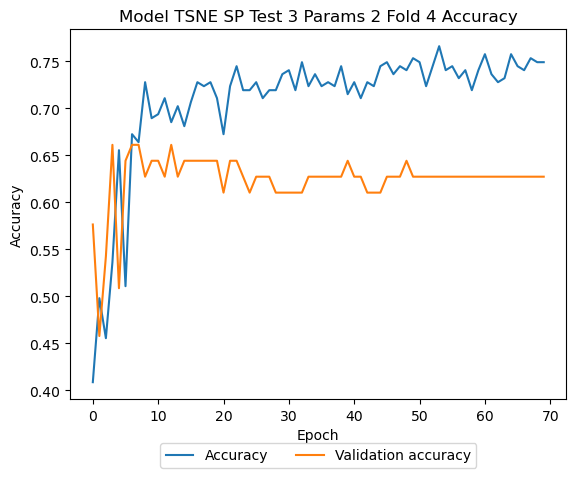 Model TSNE SP Test 3 Params 2 Fold 4 Accuracy
0.75
0.70
0.65
0.60
0.55
0.50
0.45
0.40
Accuracy
0 10 20 30 40 50 60 70
Epoch
Accuracy Validation accuracy